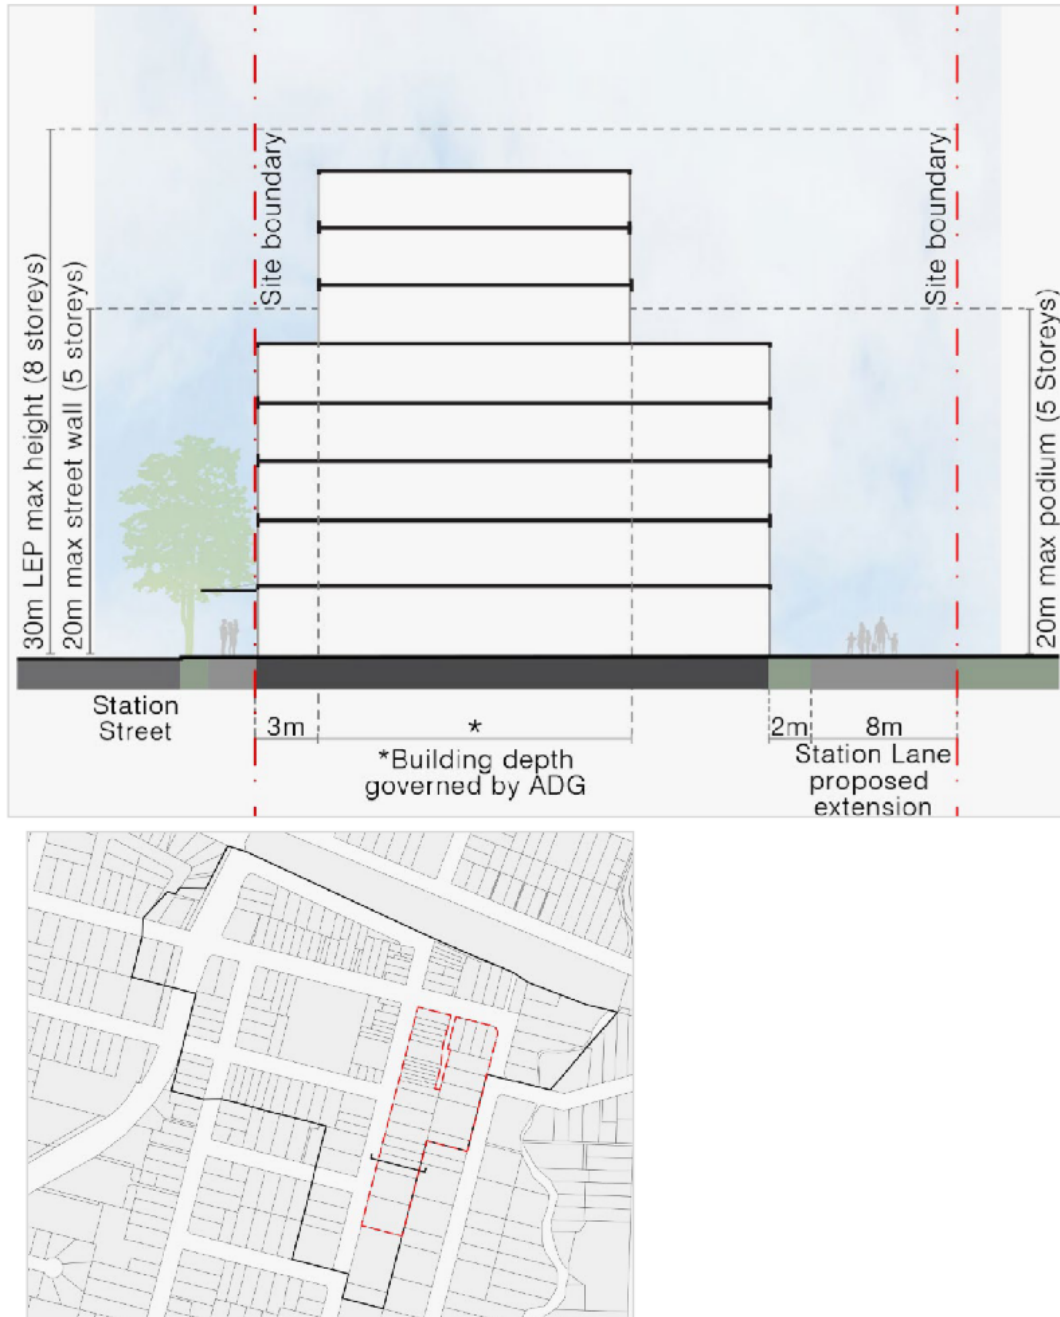 30m LEP max height (8 storeys)
20m max street wall (5 storeys)
Site boundary
Site boundary
20m max podium (5 Storeys)
Station
Street
3m
*
2m
8m
*Building depth
governed by ADG
Station Lane
proposed
extension